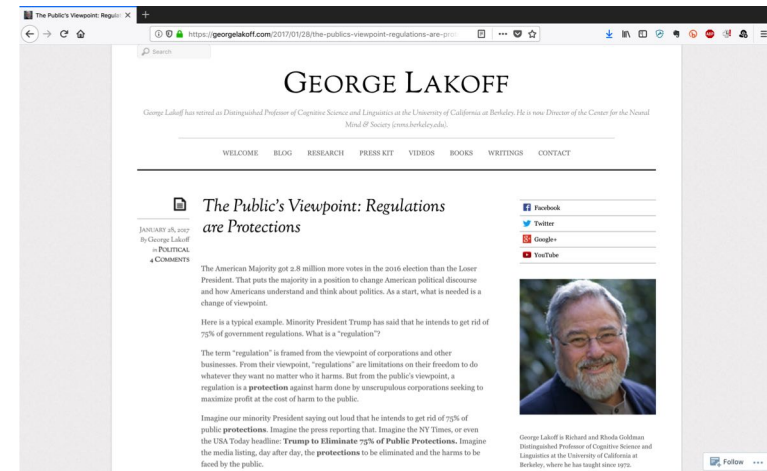 The Public's Viewpoint: Regulat
https://georgelakoff.com/2017/01/28/the-publics-viewpoint-regulations-are-prot
Search
GEORGE LAKOFF
George Lakoff has retired as Distinguished Professor of Cognitive Science and Linguistics at the University of California at Berkeley. He is now Director of the Center for the Neural
Mind & Society (cnms.berkeley.edu).
WELCOME BLOG RESEARCH PRESS KIT VIDEOS BOOKS WRITINGS CONTACT
The Public's Viewpoint: Regulations
are Protections
JANUARY 28, 2017
By George Lakoff
in POLITICAL
4 COMMENTS
The American Majority got 2.8 million more votes in the 2016 election than the Loser
President. That puts the majority in a position to change American political discourse
and how Americans understand and think about politics. As a start, what is needed is a
change of viewpoint.
Here is a typical example. Minority President Trump has said that he intends to get rid of
75% of government regulations. What is a “regulation”?
The term “regulation” is framed from the viewpoint of corporations and other
businesses. From their viewpoint, “regulations” are limitations on their freedom to do
whatever they want no matter who it harms. But from the public’s viewpoint, a
regulation is a protection against harm done by unscrupulous corporations seeking to
maximize profit at the cost of harm to the public.
Imagine our minority President saying out loud that he intends to get rid of 75% of
public protections. Imagine the press reporting that. Imagine the NY Times, or even
the USA Today headline: Trump to Eliminate 75% of Public Protections. Imagine
the media listing, day after day, the protections to be eliminated and the harms to be
faced by the public.
Facebook
Twitter
Google+
YouTube
George Lakoff is Richard and Rhoda Goldman
Distinguished Professor of Cognitive Science and
Linguistics at the University of California at
Berkeley, where he has taught since 1972.
Follow